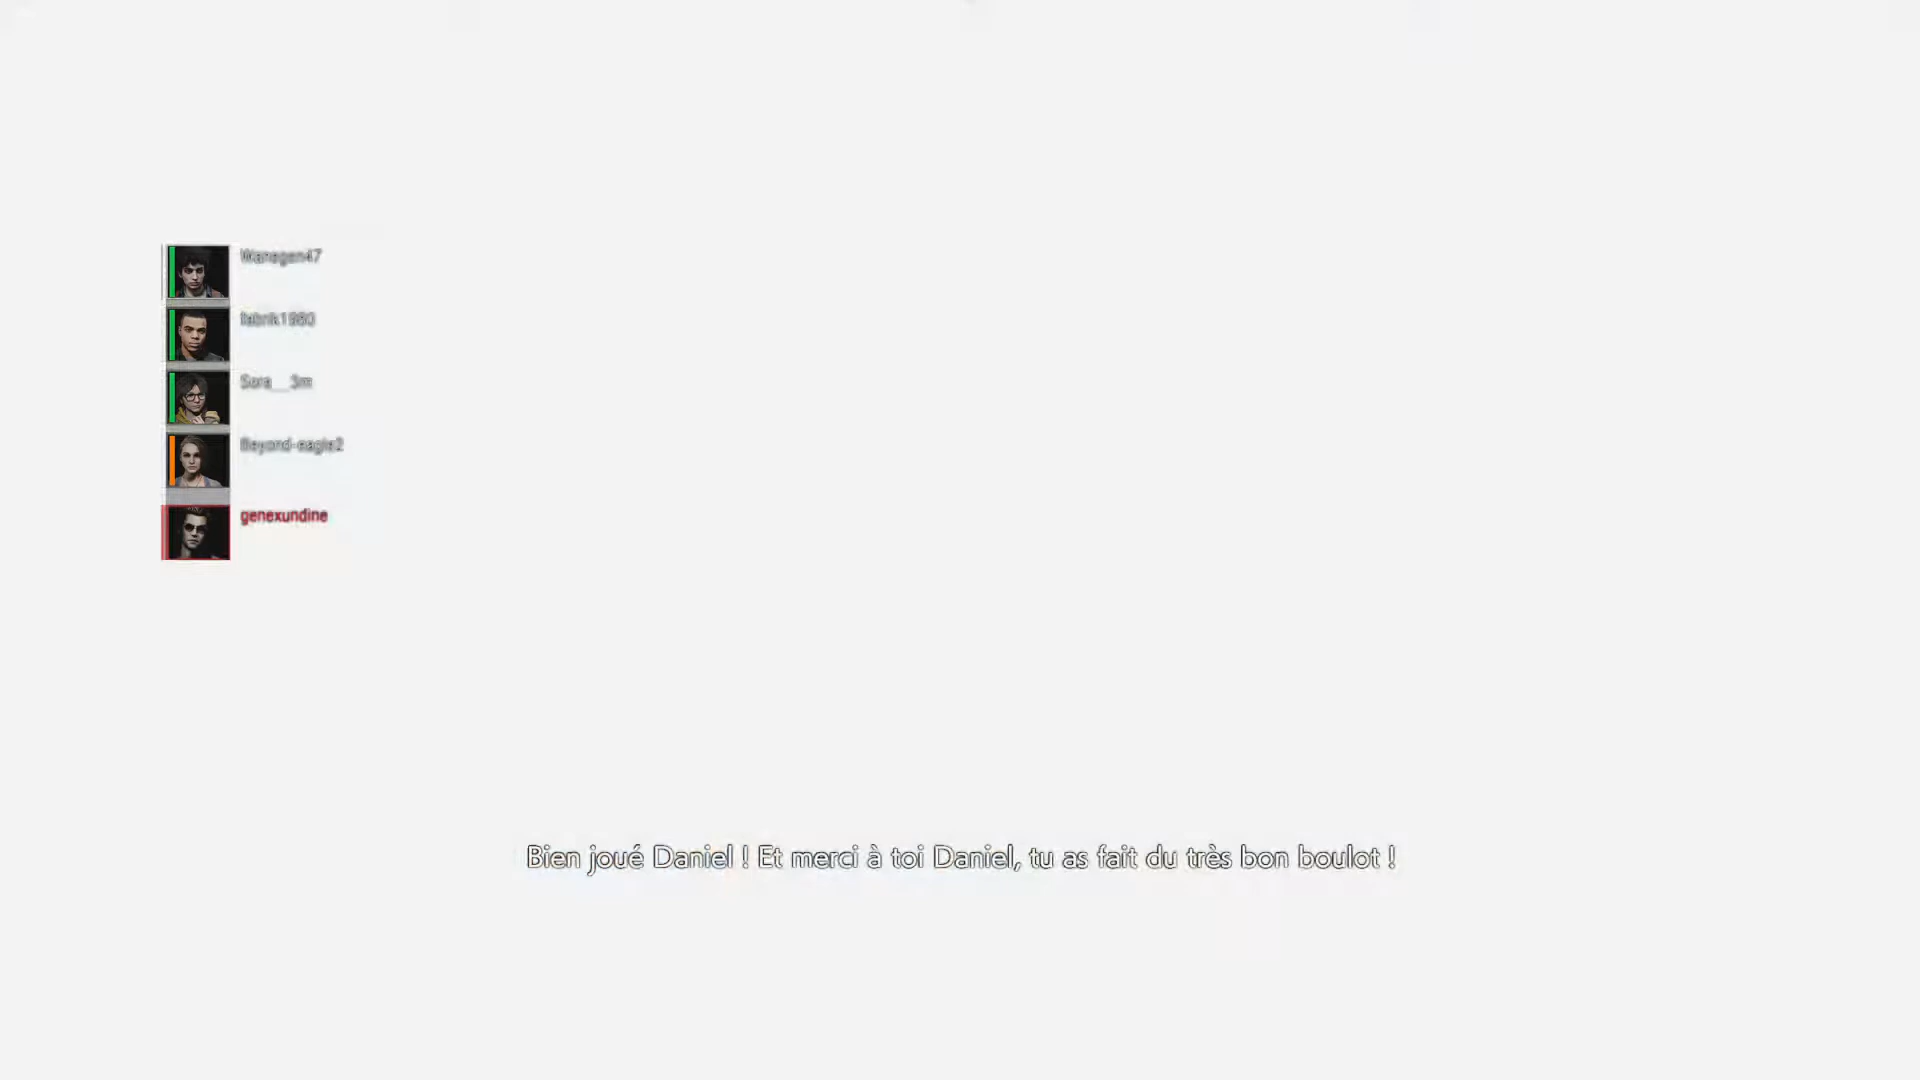 Wanagen47
fabrik1980
Sora__3m
Beyond-eagle2
genexundine
Bien joué Daniel ! Et merci à toi Daniel, tu as fait du très bon boulot !